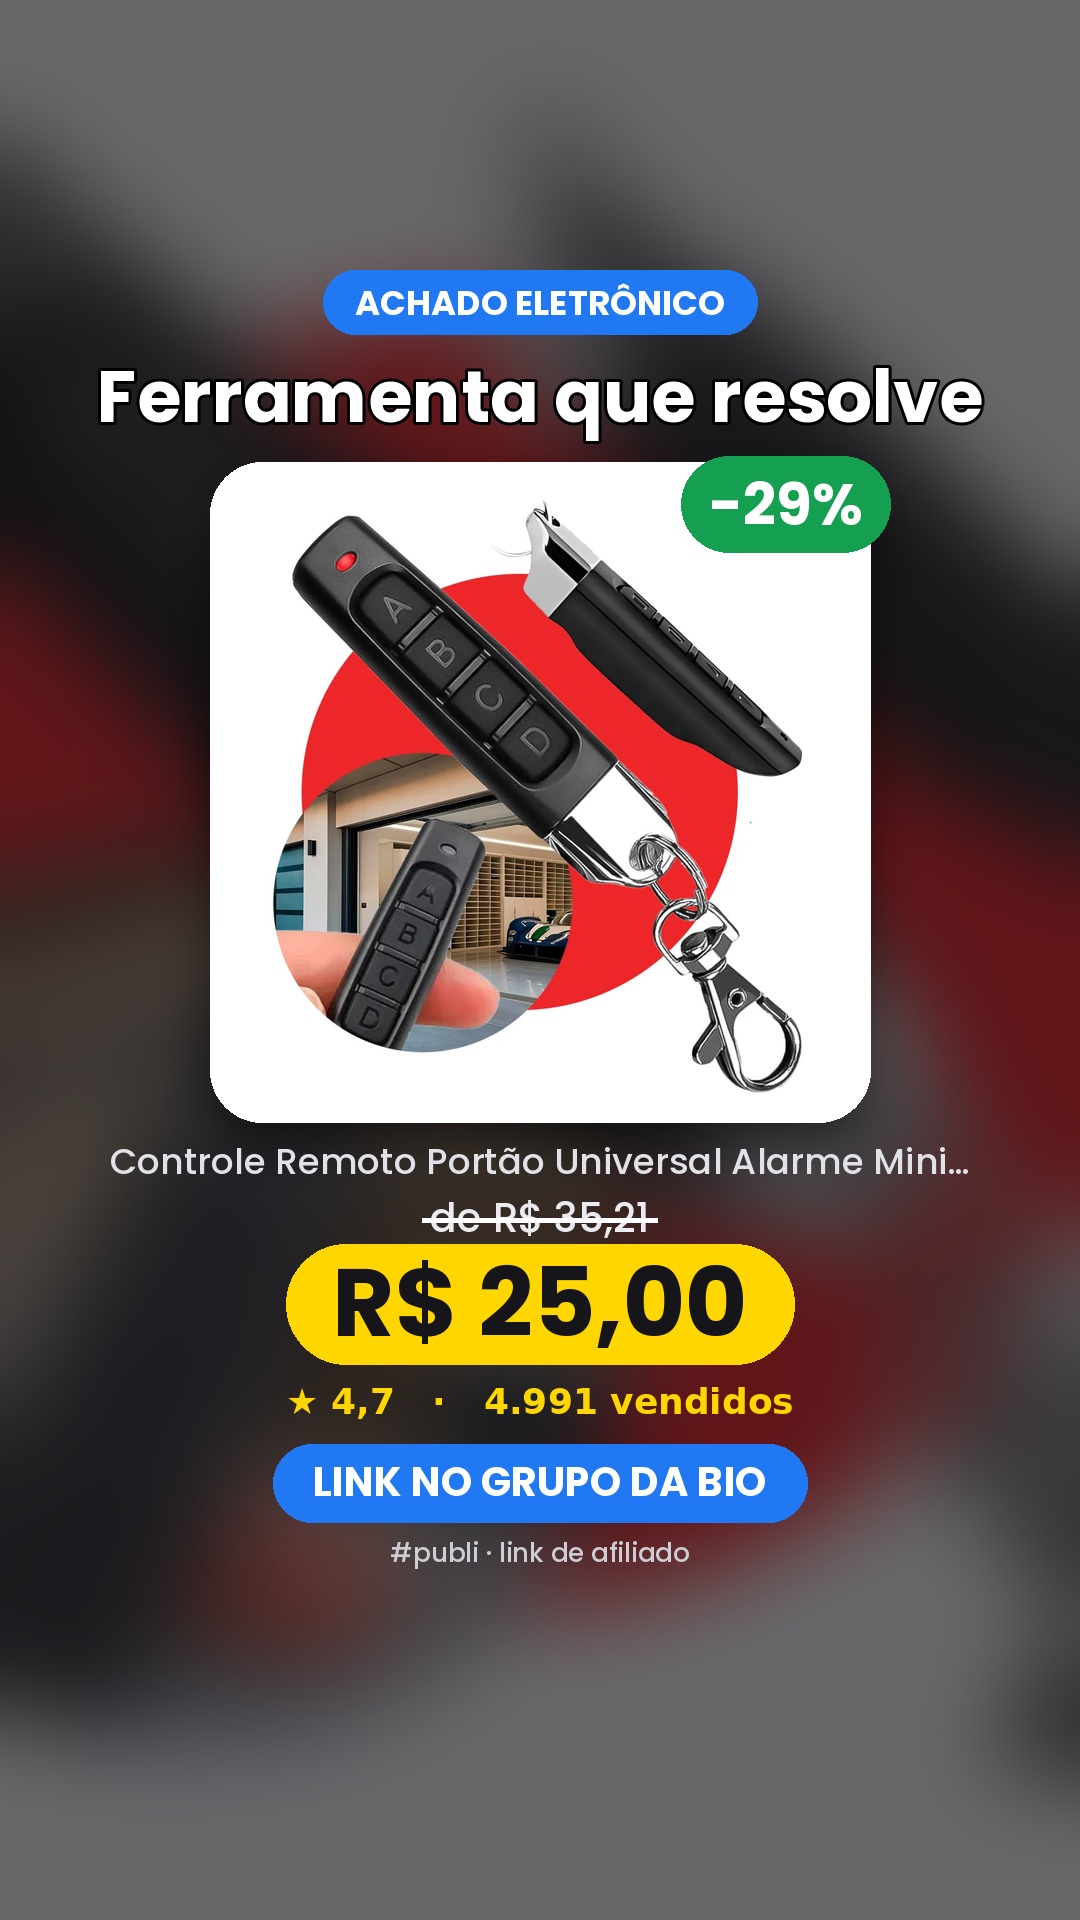 ACHADO ELETRÔNICO
Ferramenta que resolve
-29%
A
B
C
D
A
B
C
D
Controle Remoto Portão Universal Alarme Mini...
de R$ 35,21
R$ 25,00
★ 4,7 · 4.991 vendidos
LINK NO GRUPO DA BIO
#publi · link de afiliado